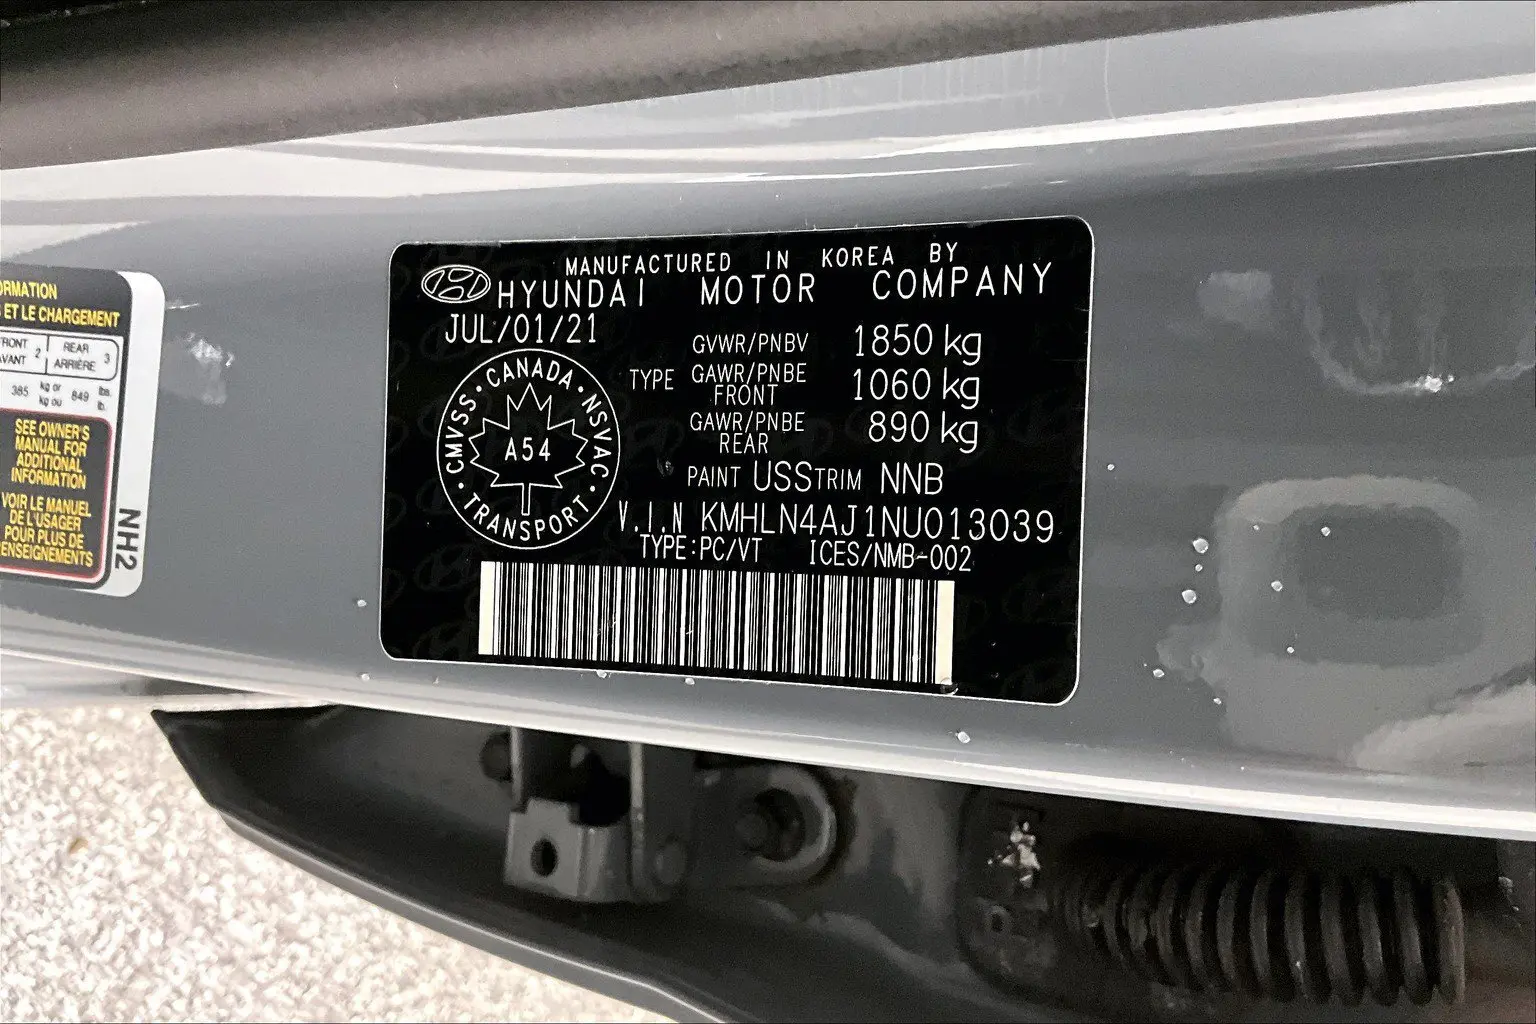 ORMATION
ET LE CHARGEMENT
RONT 2 REAR 3
AVANT ARRIÈRE
385 kg or 849 lbs.
kg ou lb.
SEE OWNER'S
MANUAL FOR
ADDITIONAL
INFORMATION
VOIR LE MANUEL
DE L'USAGER
POUR PLUS DE
ENSEIGNEMENTS
NH2
MANUFACTURED IN KOREA BY
HYUNDAI MOTOR COMPANY
JUL/01/21
GVWR/PNBV 1850 kg
TYPE GAWR/PNBE FRONT 1060 kg
GAWR/PNBE REAR 890 kg
CANADA · NSVAC · TRANSPORT · CMVSS ·
A54
PAINT USS TRIM NNB
V.I.N KMHLN4AJ1NU013039
TYPE:PC/VT ICES/NMB-002